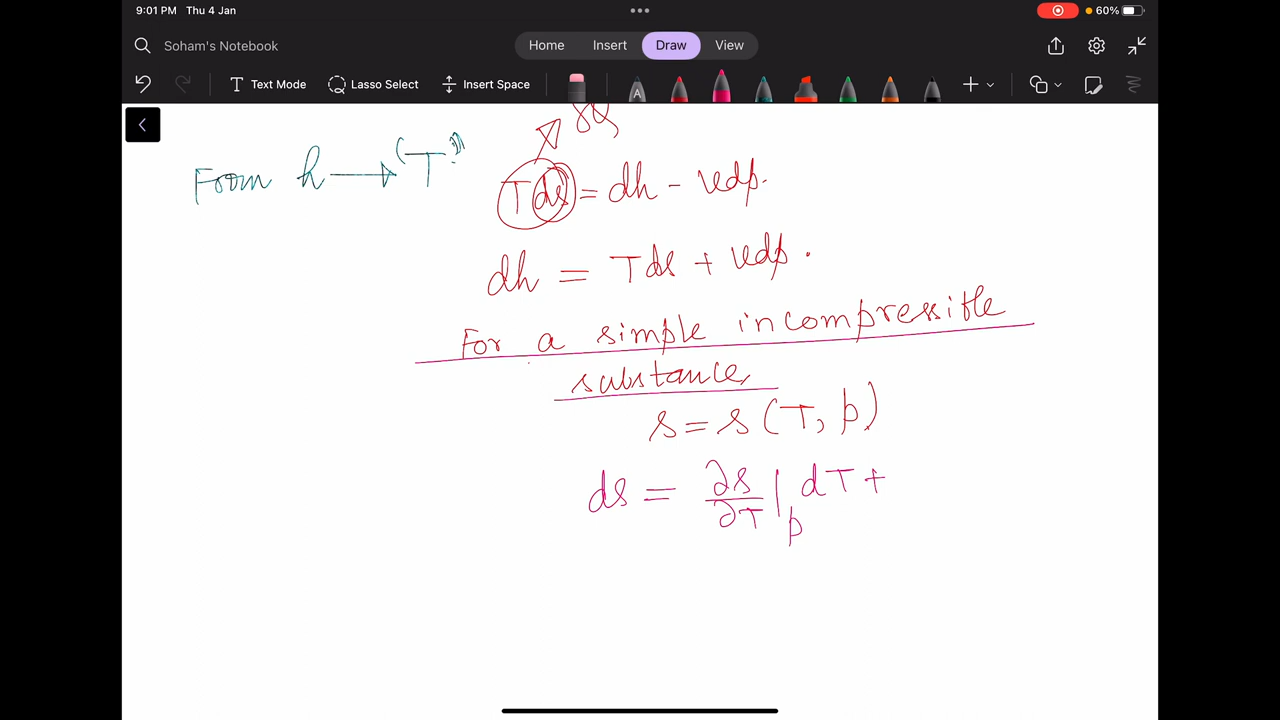 9:01 PM Thu 4 Jan
60%
Soham's Notebook
Home Insert Draw View
Text Mode Lasso Select Insert Space
A
δQ
From h → (T)
Tds = dh - vdp.
dh = Tds + vdp.
For a simple incompressible
substance,
s = s (T, p)
ds = ∂s/∂T |p dT +